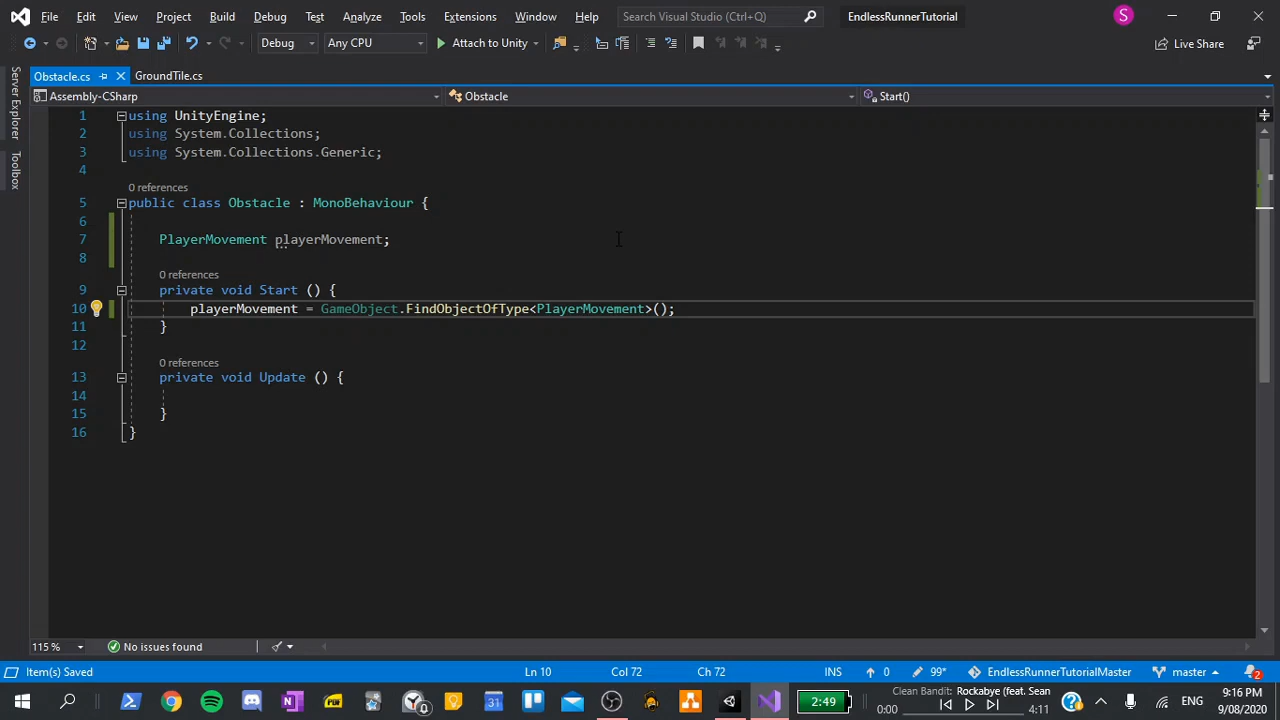 File Edit View Project Build Debug Test Analyze Tools Extensions Window Help Search Visual Studio (Ctrl+Q) EndlessRunnerTutorial S
Debug Any CPU Attach to Unity Live Share
Server Explorer
Toolbox
Obstacle.cs GroundTile.cs
Assembly-CSharp Obstacle Start()
1 using UnityEngine;
2 using System.Collections;
3 using System.Collections.Generic;
4
0 references
5 public class Obstacle : MonoBehaviour {
6
7 PlayerMovement playerMovement;
8
0 references
9 private void Start () {
10 playerMovement = GameObject.FindObjectOfType<PlayerMovement>();
11 }
12
0 references
13 private void Update () {
14
15 }
16 }
115 % No issues found
Item(s) Saved Ln 10 Col 72 Ch 72 INS 0 99* EndlessRunnerTutorialMaster master 2
2:49 Clean Bandit: Rockabye (feat. Sean
0:00 4:11 ENG 9:16 PM
9/08/2020